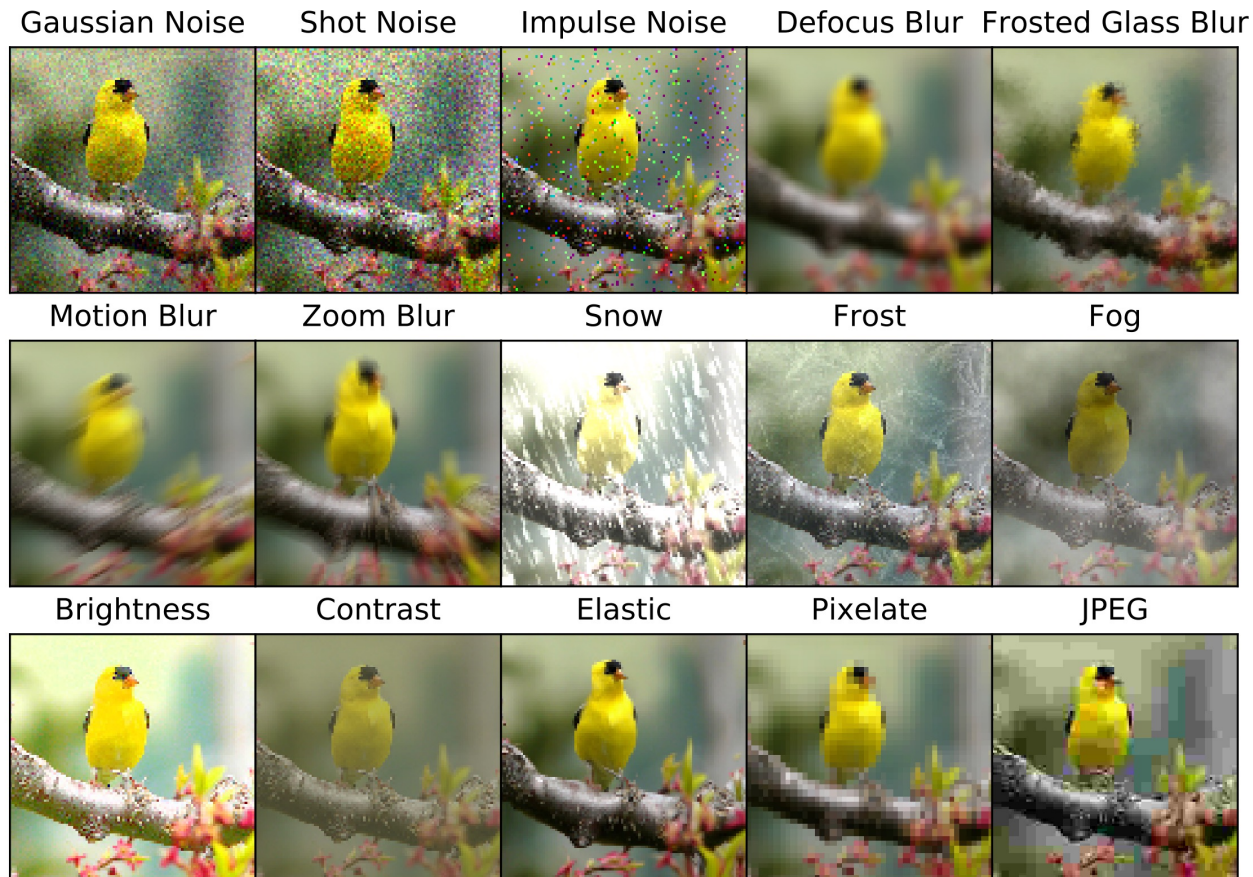 Gaussian Noise Shot Noise Impulse Noise Defocus Blur Frosted Glass Blur
Motion Blur Zoom Blur Snow Frost Fog
Brightness Contrast Elastic Pixelate JPEG